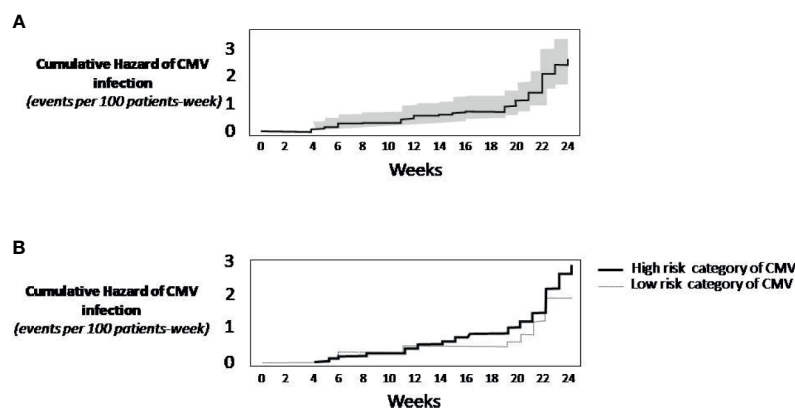 A
Cumulative Hazard of CMV
infection
(events per 100 patients-week)
3
2
1
0
0 2 4 6 8 10 12 14 16 18 20 22 24
Weeks
B
Cumulative Hazard of CMV
infection
(events per 100 patients-week)
3
2
1
0
0 2 4 6 8 10 12 14 16 18 20 22 24
Weeks
High risk category of CMV
Low risk category of CMV